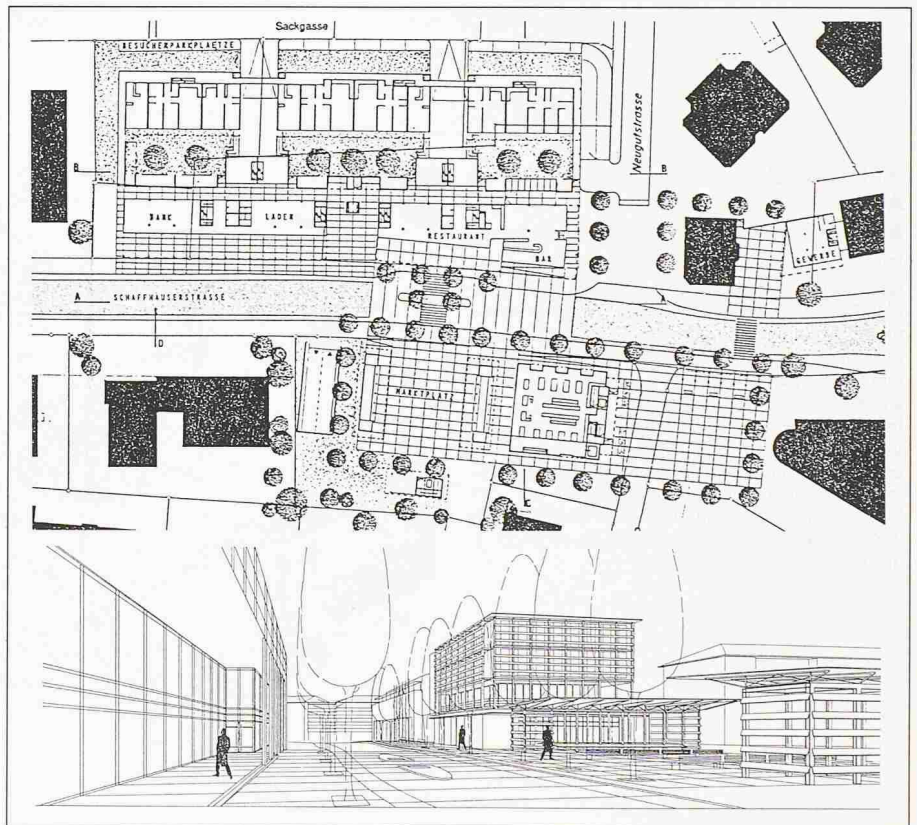 Sackgasse
BESUCHERPARKPLAETZE
Neugutstrasse
B
B
BANK
LADEN
RESTAURANT
BAR
GEWERBE
A
SCHAFFHAUSERSTRASSE
A
D
MARKTPLATZ
C